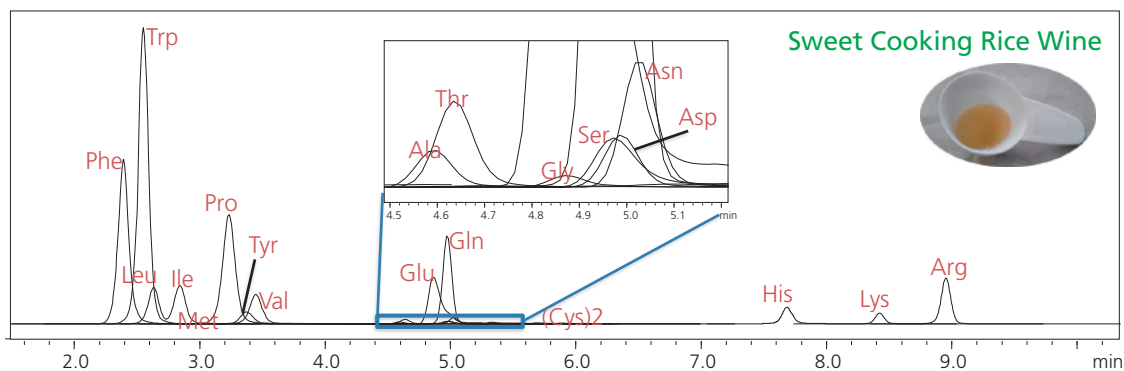 Sweet Cooking Rice Wine
Trp
Phe
Leu
Ile
Met
Pro
Tyr
Val
Thr
Ala
Gly
Ser
Asp
Asn
4.5 4.6 4.7 4.8 4.9 5.0 5.1 min
Glu
Gln
(Cys)2
His
Lys
Arg
2.0 3.0 4.0 5.0 6.0 7.0 8.0 9.0 min